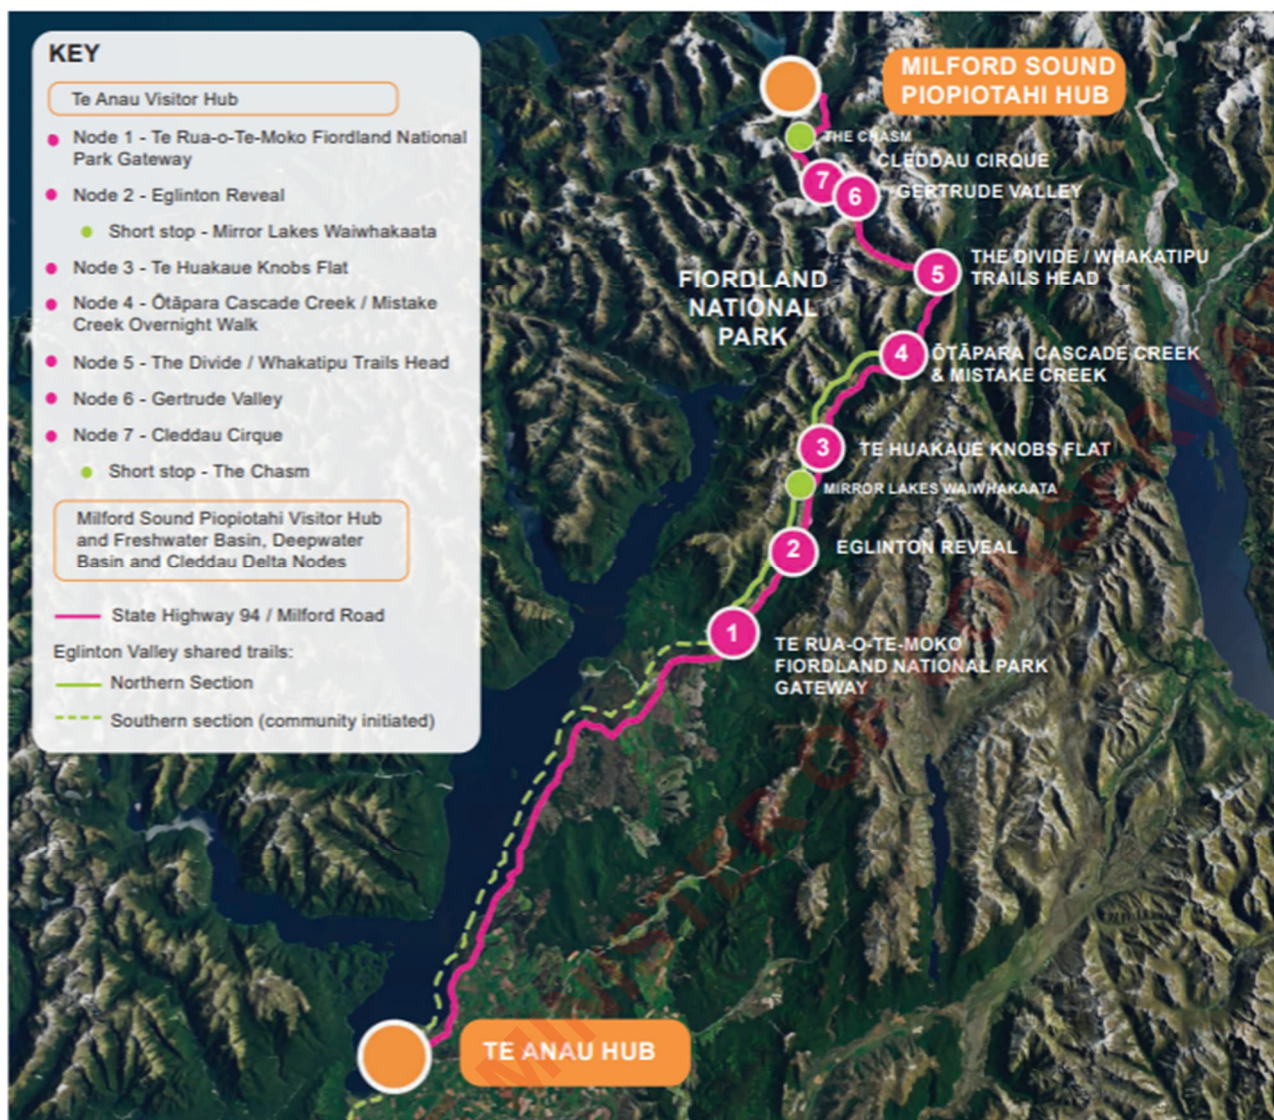 KEY
Te Anau Visitor Hub
Node 1 - Te Rua-o-Te-Moko Fiordland National
Park Gateway
Node 2 - Eglinton Reveal
Short stop - Mirror Lakes Waiwhakaata
Node 3 - Te Huakaue Knobs Flat
Node 4 - Ōtāpara Cascade Creek / Mistake
Creek Overnight Walk
Node 5 - The Divide / Whakatipu Trails Head
Node 6 - Gertrude Valley
Node 7 - Cleddau Cirque
Short stop - The Chasm
Milford Sound Piopiotahi Visitor Hub
and Freshwater Basin, Deepwater
Basin and Cleddau Delta Nodes
State Highway 94 / Milford Road
Eglinton Valley shared trails:
Northern Section
Southern section (community initiated)
MILFORD SOUND
PIOPIOTAHI HUB
THE CHASM
CLEDDAU CIRQUE
7
6
GERTRUDE VALLEY
5
THE DIVIDE / WHAKATIPU
TRAILS HEAD
FIORDLAND
NATIONAL
PARK
4
ŌTĀPARA CASCADE CREEK
& MISTAKE CREEK
3
TE HUAKAUE KNOBS FLAT
MIRROR LAKES WAIWHAKAATA
2
EGLINTON REVEAL
1
TE RUA-O-TE-MOKO
FIORDLAND NATIONAL PARK
GATEWAY
TE ANAU HUB
MINISTER OF